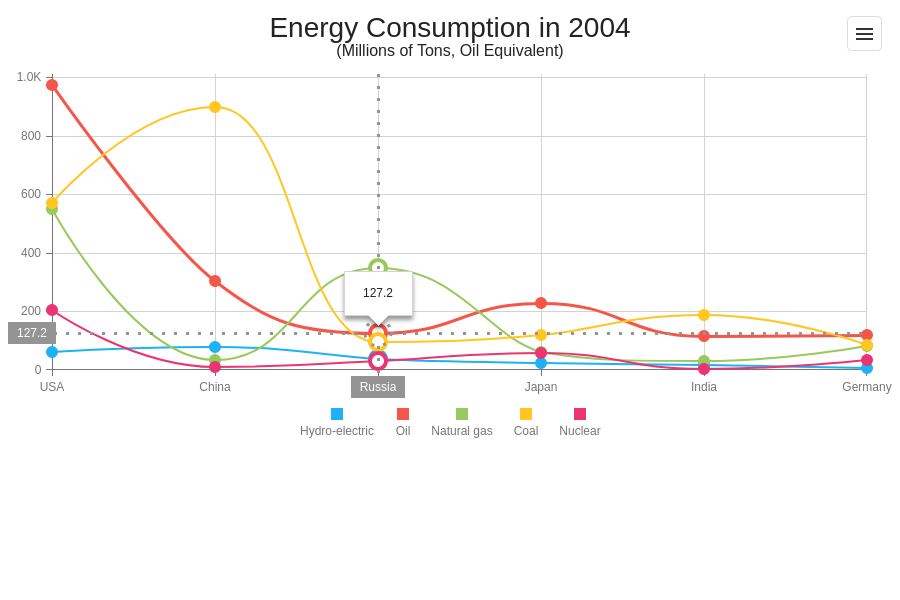 Energy Consumption in 2004
(Millions of Tons, Oil Equivalent)
1.0K
800
600
400
200
0
127.2
127.2
USA
China
Russia
Japan
India
Germany
Hydro-electric
Oil
Natural gas
Coal
Nuclear